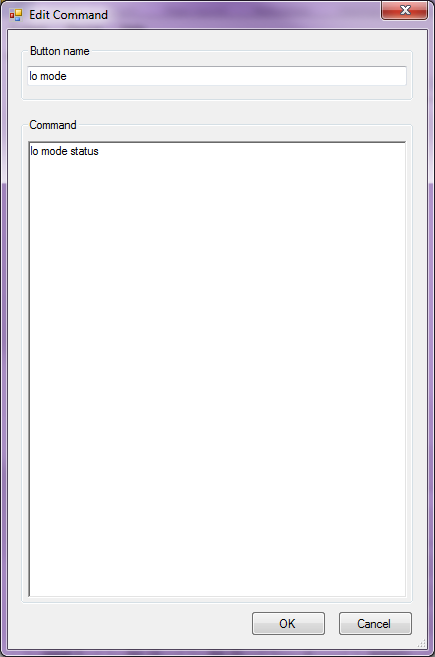 Edit Command
Button name
lo mode
Command
lo mode status
OK
Cancel